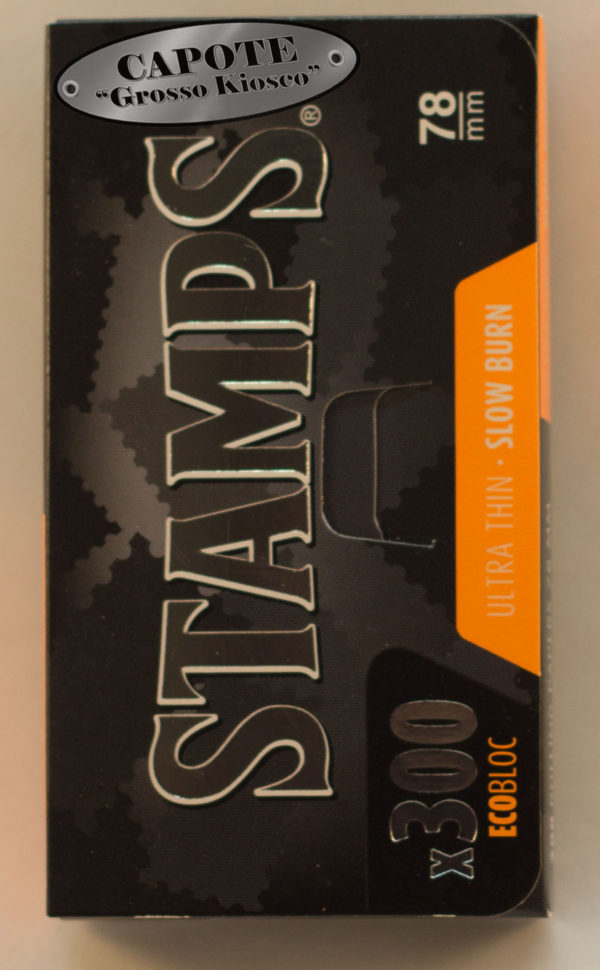 CAPOTE
“Grosso Kiosco”
STAMPS®
78
mm
ULTRA THIN • SLOW BURN
x300
ECOBLOC